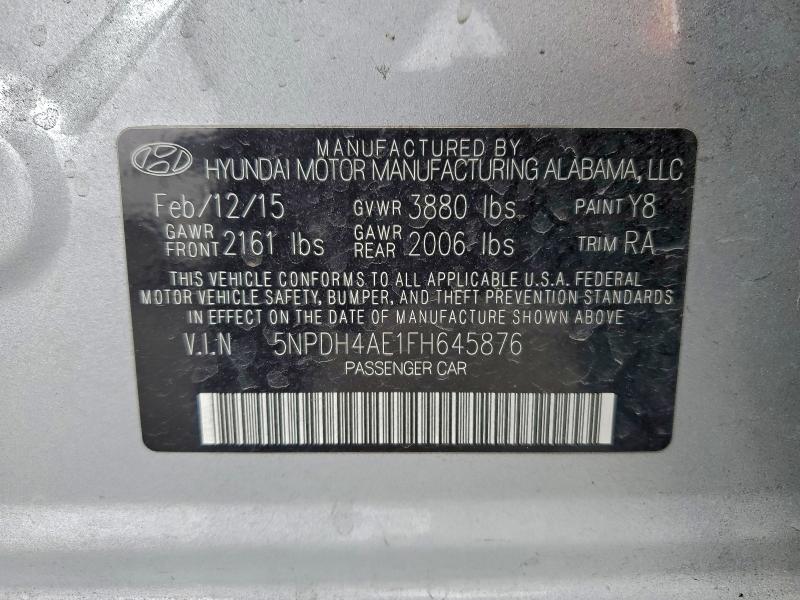 MANUFACTURED BY
HYUNDAI MOTOR MANUFACTURING ALABAMA, LLC
Feb/12/15 GVWR 3880 lbs PAINT Y8
GAWR FRONT 2161 lbs GAWR REAR 2006 lbs TRIM RA
THIS VEHICLE CONFORMS TO ALL APPLICABLE U.S.A. FEDERAL
MOTOR VEHICLE SAFETY, BUMPER, AND THEFT PREVENTION STANDARDS
IN EFFECT ON THE DATE OF MANUFACTURE SHOWN ABOVE
V.I.N 5NPDH4AE1FH645876
PASSENGER CAR